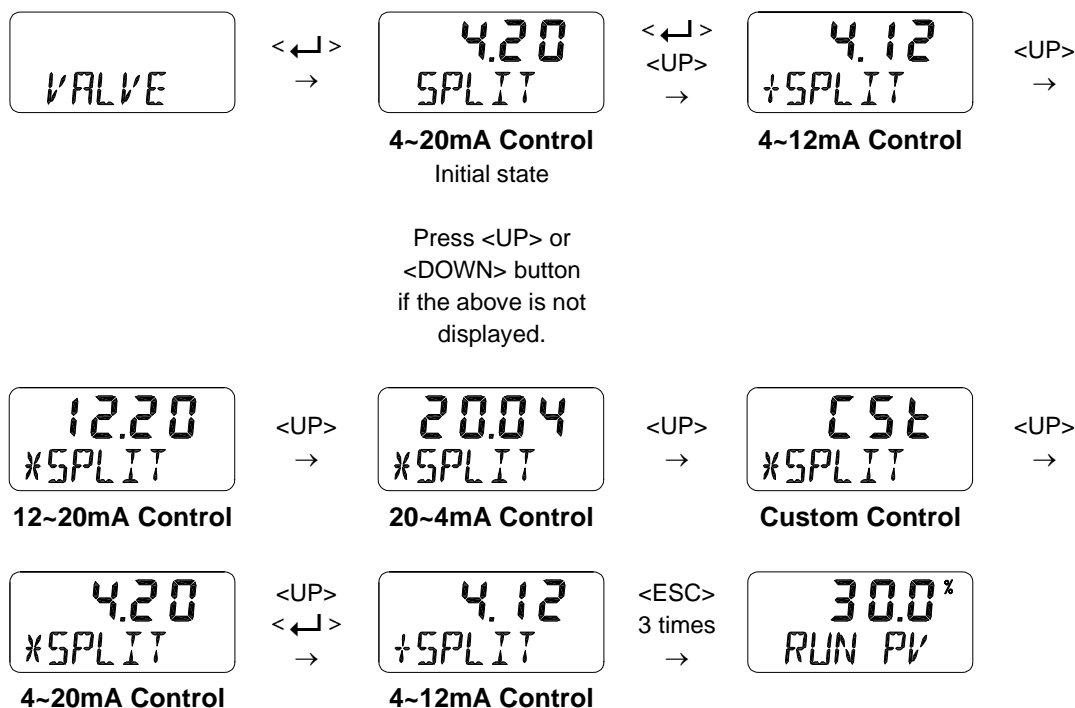 VALVE
< ↵ >
→
4.20
SPLIT
4~20mA Control
Initial state
Press <UP> or
<DOWN> button
if the above is not
displayed.
< ↵ >
<UP>
→
4.12
+SPLIT
4~12mA Control
<UP>
→
12.20
*SPLIT
12~20mA Control
<UP>
→
20.04
*SPLIT
20~4mA Control
<UP>
→
CSt
*SPLIT
Custom Control
<UP>
→
4.20
*SPLIT
4~20mA Control
<UP>
< ↵ >
→
4.12
+SPLIT
4~12mA Control
<ESC>
3 times
→
30.0%
RUN PV